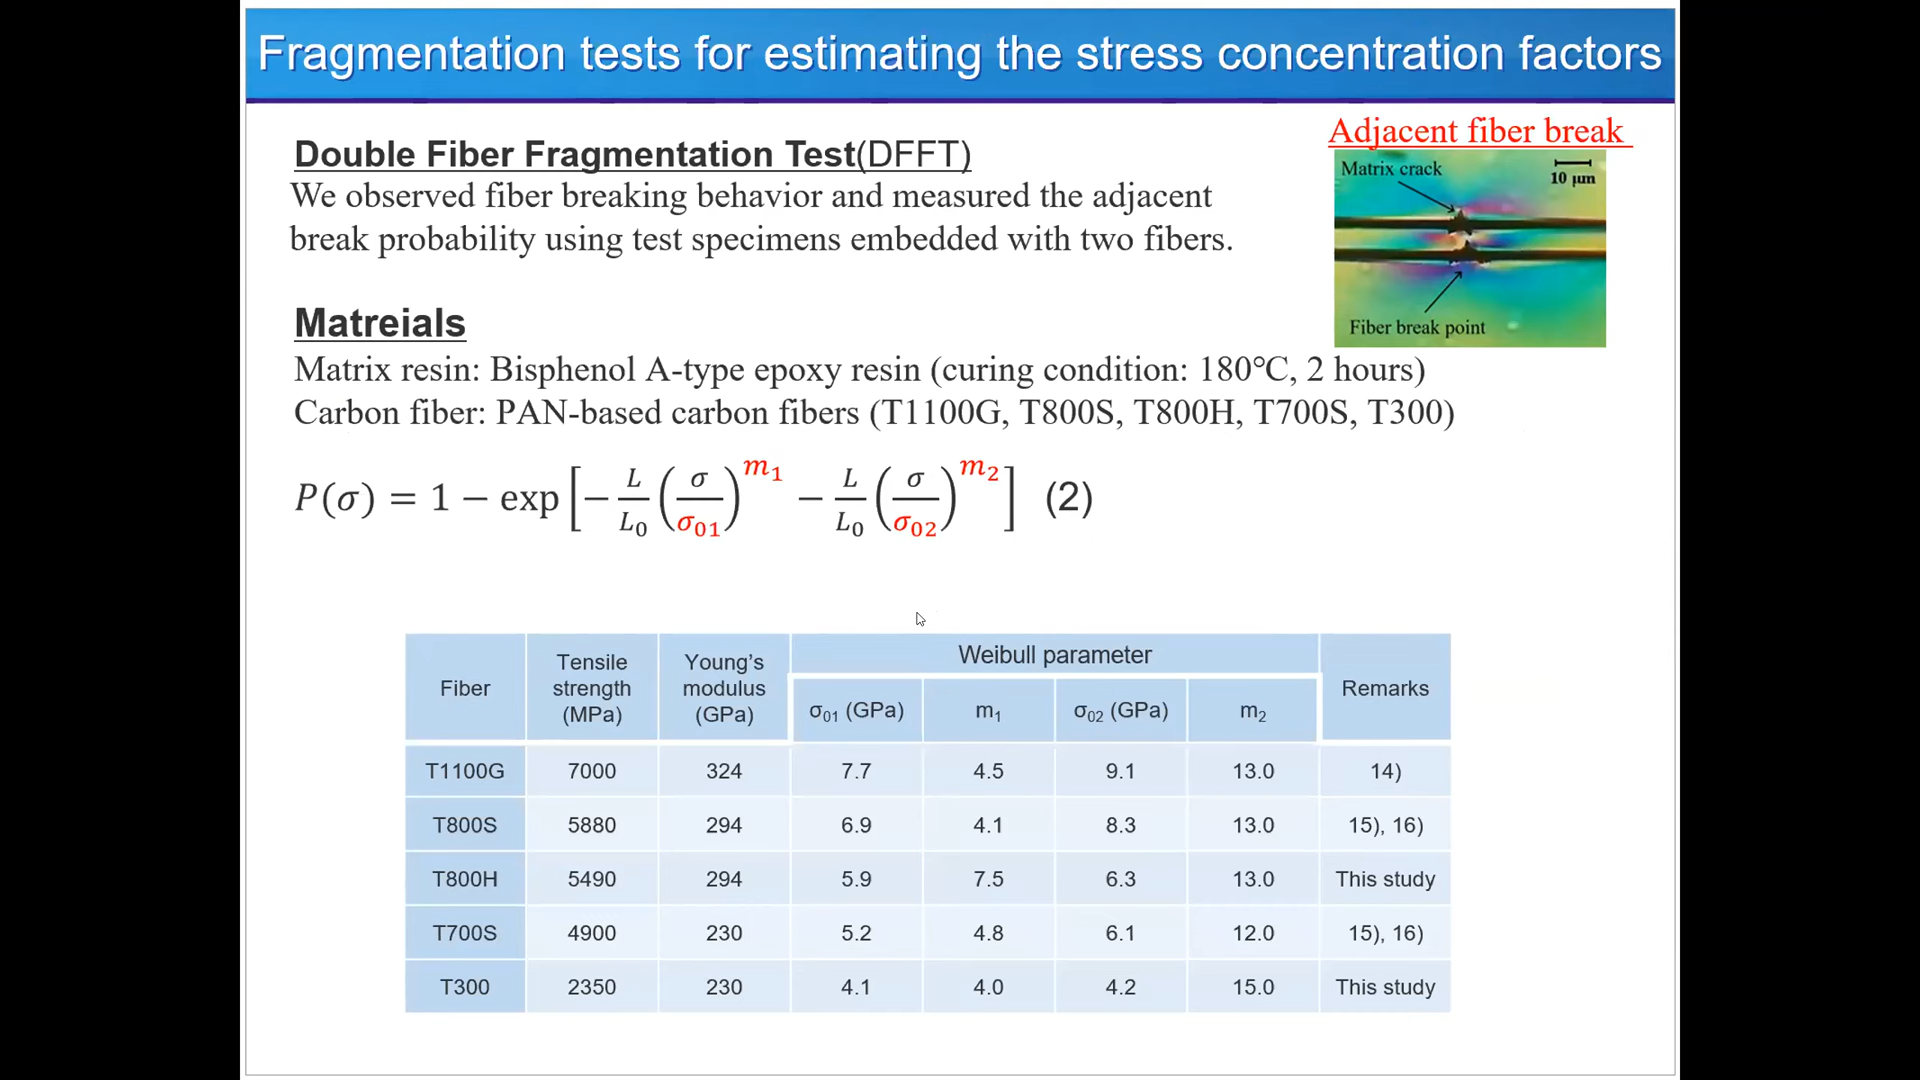 Fragmentation tests for estimating the stress concentration factors
Double Fiber Fragmentation Test(DFFT)
We observed fiber breaking behavior and measured the adjacent
break probability using test specimens embedded with two fibers.
Adjacent fiber break
Matrix crack
10 μm
Fiber break point
Matreials
Matrix resin: Bisphenol A-type epoxy resin (curing condition: 180℃, 2 hours)
Carbon fiber: PAN-based carbon fibers (T1100G, T800S, T800H, T700S, T300)
P(σ) = 1 − exp[−L/L₀(σ/σ₀₁)^m₁ − L/L₀(σ/σ₀₂)^m₂] (2)
Fiber Tensile strength (MPa) Young's modulus (GPa) Weibull parameter Remarks
σ₀₁ (GPa) m₁ σ₀₂ (GPa) m₂
T1100G 7000 324 7.7 4.5 9.1 13.0 14)
T800S 5880 294 6.9 4.1 8.3 13.0 15), 16)
T800H 5490 294 5.9 7.5 6.3 13.0 This study
T700S 4900 230 5.2 4.8 6.1 12.0 15), 16)
T300 2350 230 4.1 4.0 4.2 15.0 This study